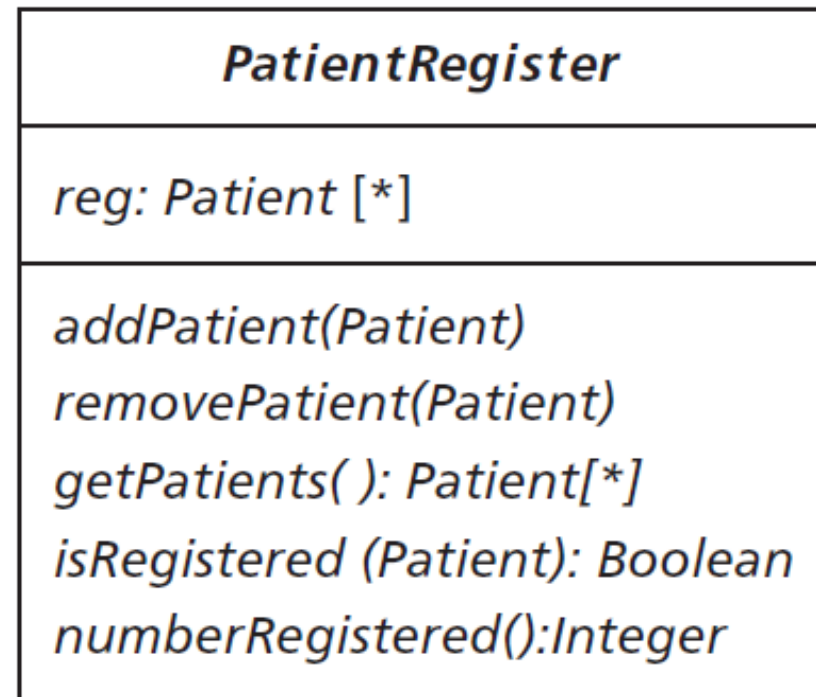 PatientRegister
reg: Patient [*]
addPatient(Patient)
removePatient(Patient)
getPatients( ): Patient[*]
isRegistered (Patient): Boolean
numberRegistered():Integer